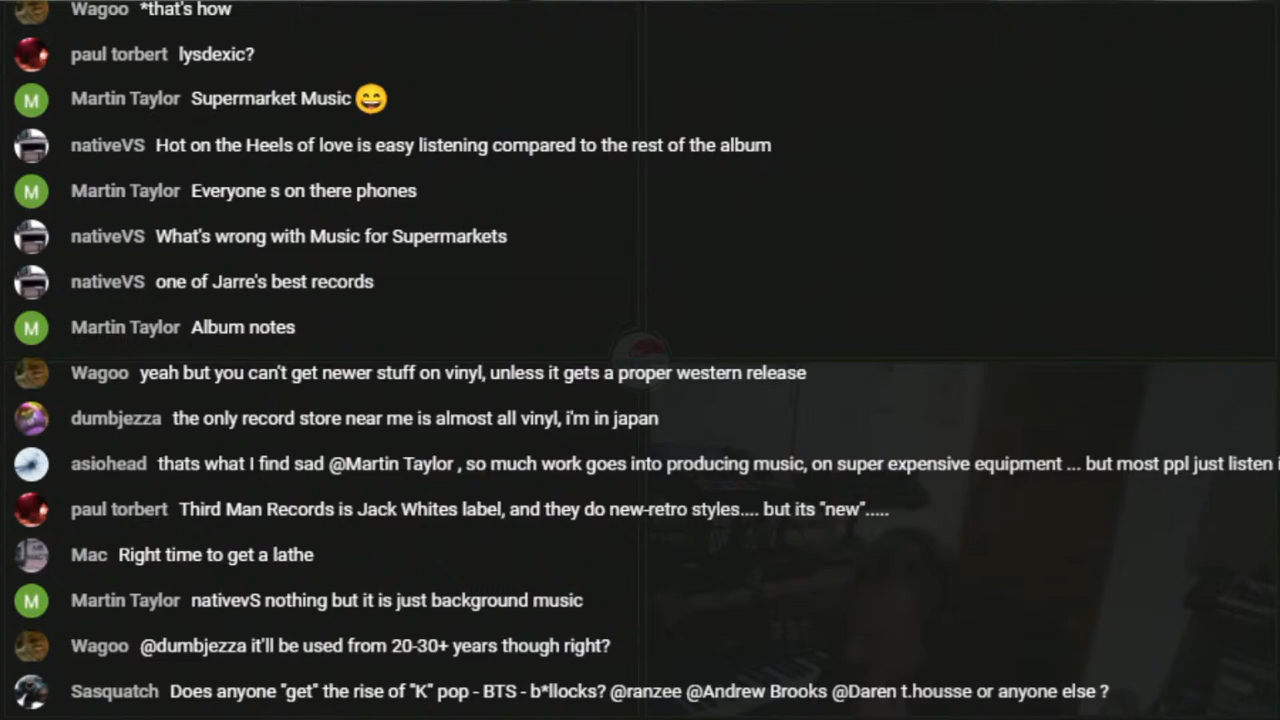 Wagoo *that's how
paul torbert lysdexic?
Martin Taylor Supermarket Music 😄
nativeVS Hot on the Heels of love is easy listening compared to the rest of the album
Martin Taylor Everyone s on there phones
nativeVS What's wrong with Music for Supermarkets
nativeVS one of Jarre's best records
Martin Taylor Album notes
Wagoo yeah but you can't get newer stuff on vinyl, unless it gets a proper western release
dumbjezza the only record store near me is almost all vinyl, i'm in japan
asiohead thats what I find sad @Martin Taylor , so much work goes into producing music, on super expensive equipment ... but most ppl just listen
paul torbert Third Man Records is Jack Whites label, and they do new-retro styles.... but its "new".....
Mac Right time to get a lathe
Martin Taylor nativevS nothing but it is just background music
Wagoo @dumbjezza it'll be used from 20-30+ years though right?
Sasquatch Does anyone "get" the rise of "K" pop - BTS - b*llocks? @ranzee @Andrew Brooks @Daren t.housse or anyone else ?